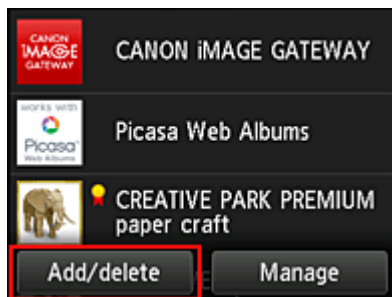 CANON
iMAGE
GATEWAY
CANON iMAGE GATEWAY
works with
Picasa
Web Albums
Picasa Web Albums
CREATIVE PARK PREMIUM
paper craft
Add/delete
Manage